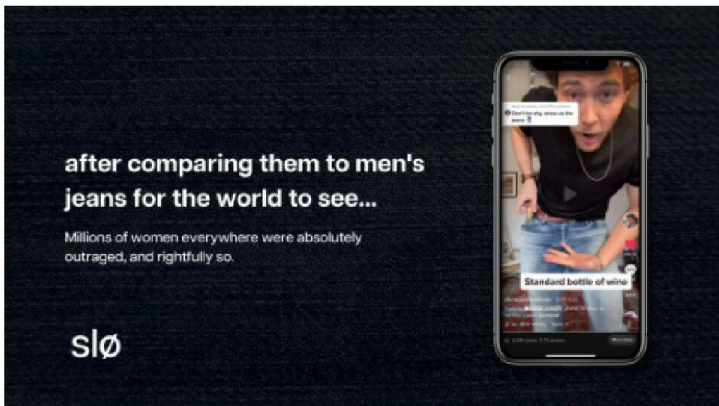 after comparing them to men's
jeans for the world to see...
Millions of women everywhere were absolutely
outraged, and rightfully so.
slø
Don't be shy, show us the
jeans
Standard bottle of wine